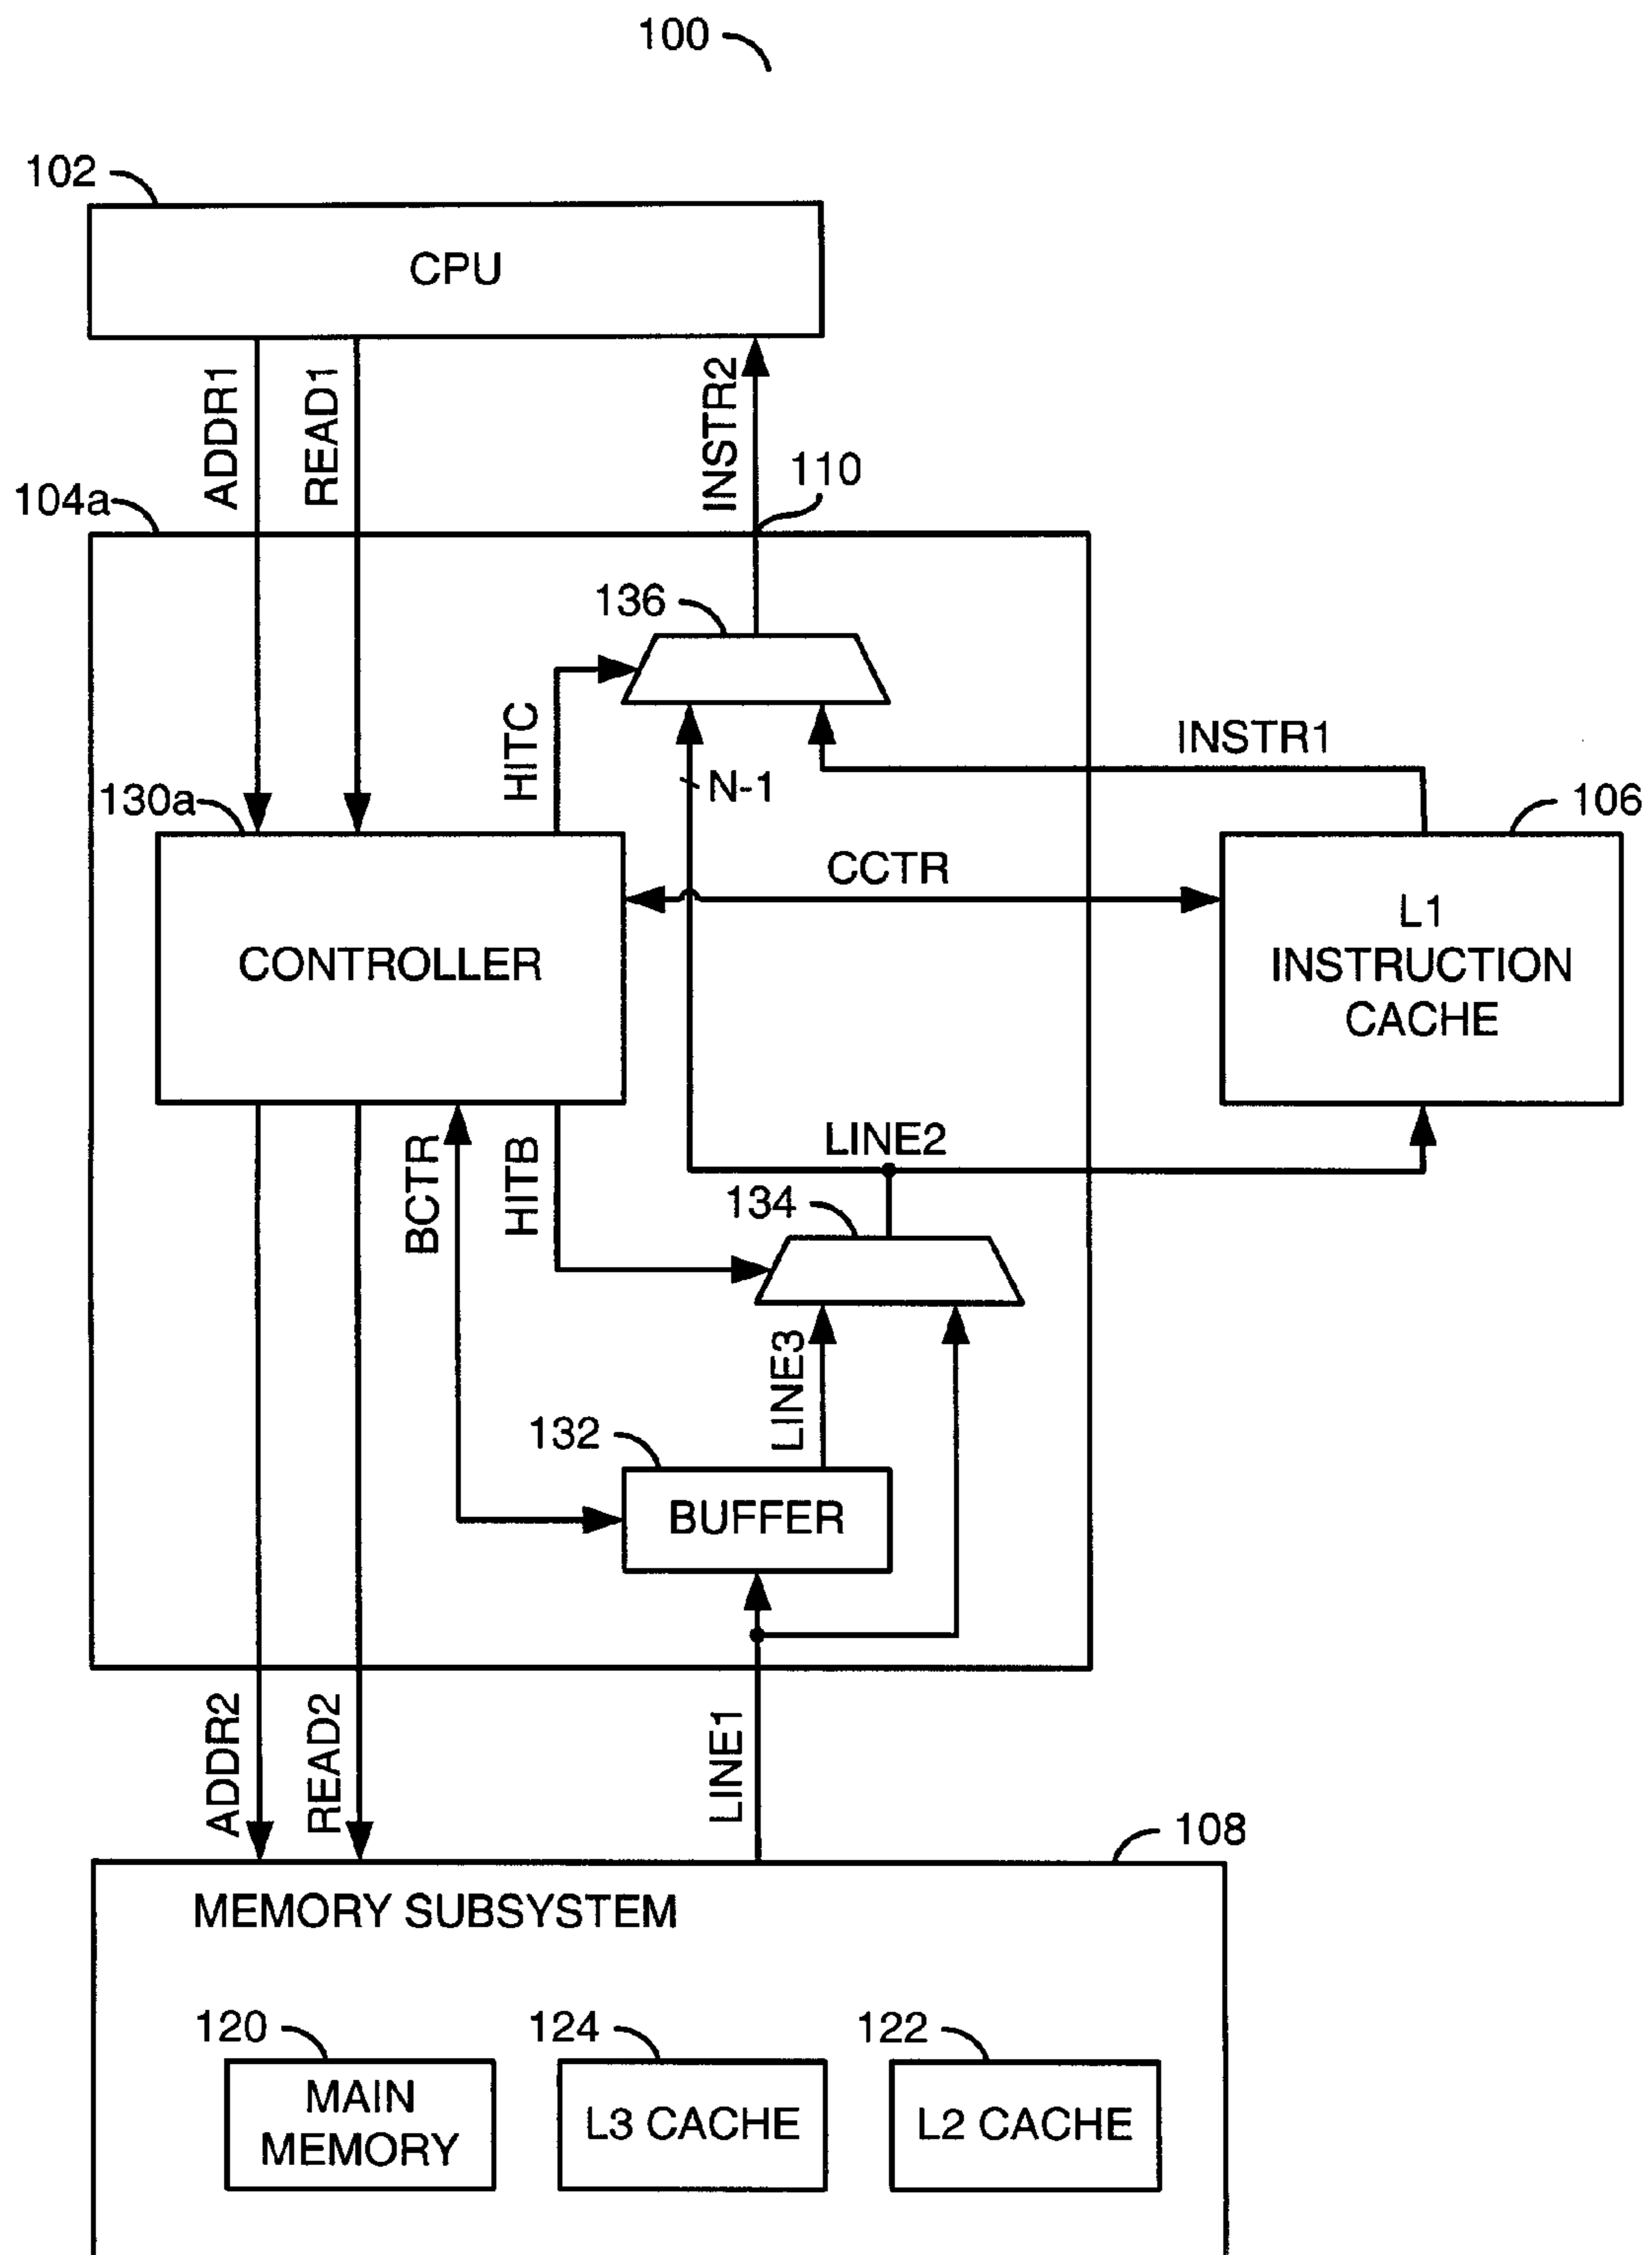 100
102
CPU
ADDR1
READ1
INSTR2
110
104a
136
HITC
N-1
INSTR1
130a
106
CCTR
CONTROLLER
L1
INSTRUCTION
CACHE
BCTR
HITB
LINE2
134
LINE3
132
BUFFER
ADDR2
READ2
LINE1
108
MEMORY SUBSYSTEM
120
124
122
MAIN
MEMORY
L3 CACHE
L2 CACHE